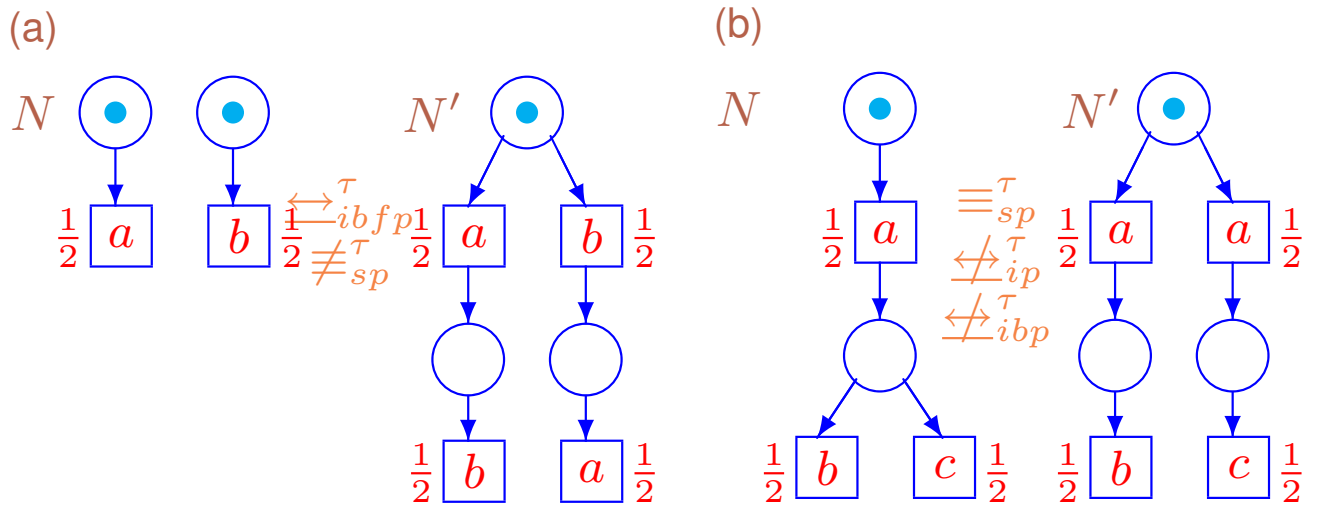 (a)
(b)
N
N′
N
N′
½ a
b ½
↔^τ_ibfp
≢^τ_sp
½ a
b ½
½ a
½ a
a ½
≡^τ_sp
↮^τ_ip
↮^τ_ibp
½ b
a ½
½ b
c ½
½ b
c ½